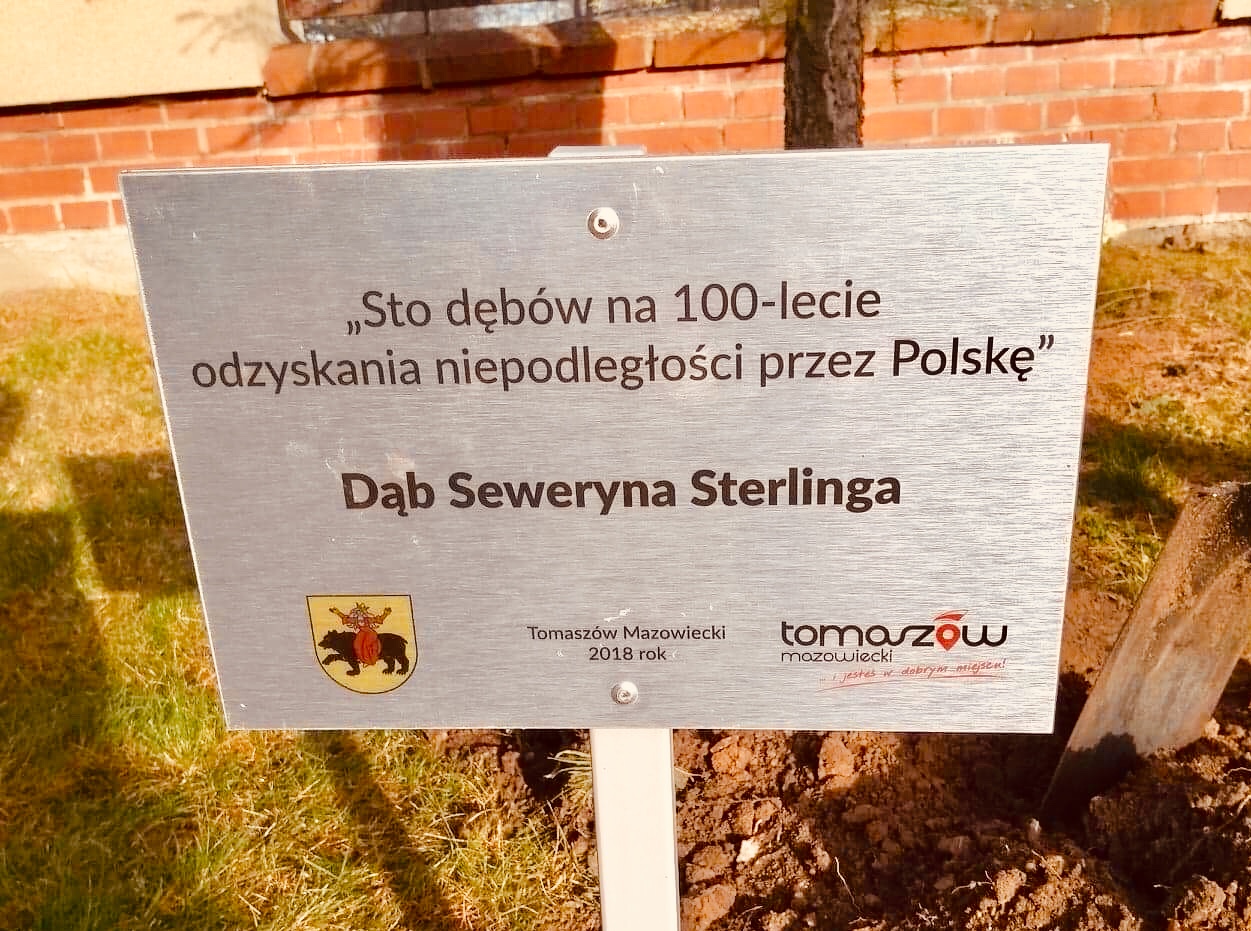 „Sto dębów na 100-lecie
odzyskania niepodległości przez Polskę”
Dąb Seweryna Sterlinga
Tomaszów Mazowiecki
2018 rok
tomaszów
mazowiecki
...i jesteś w dobrym miejscu!